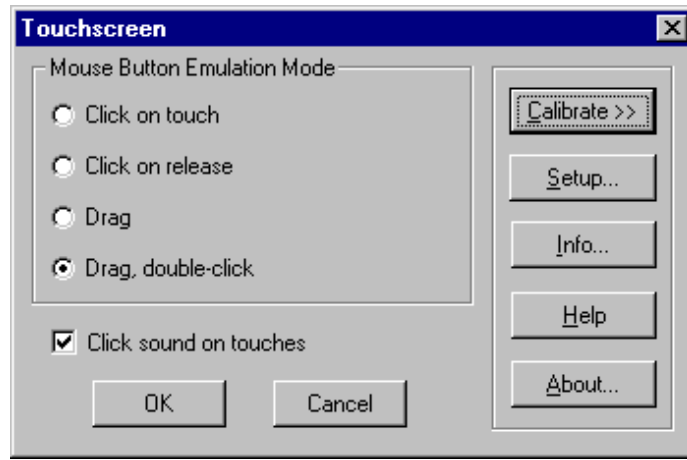 Touchscreen
Mouse Button Emulation Mode
Click on touch
Click on release
Drag
Drag, double-click
Click sound on touches
OK
Cancel
Calibrate >>
Setup...
Info...
Help
About...